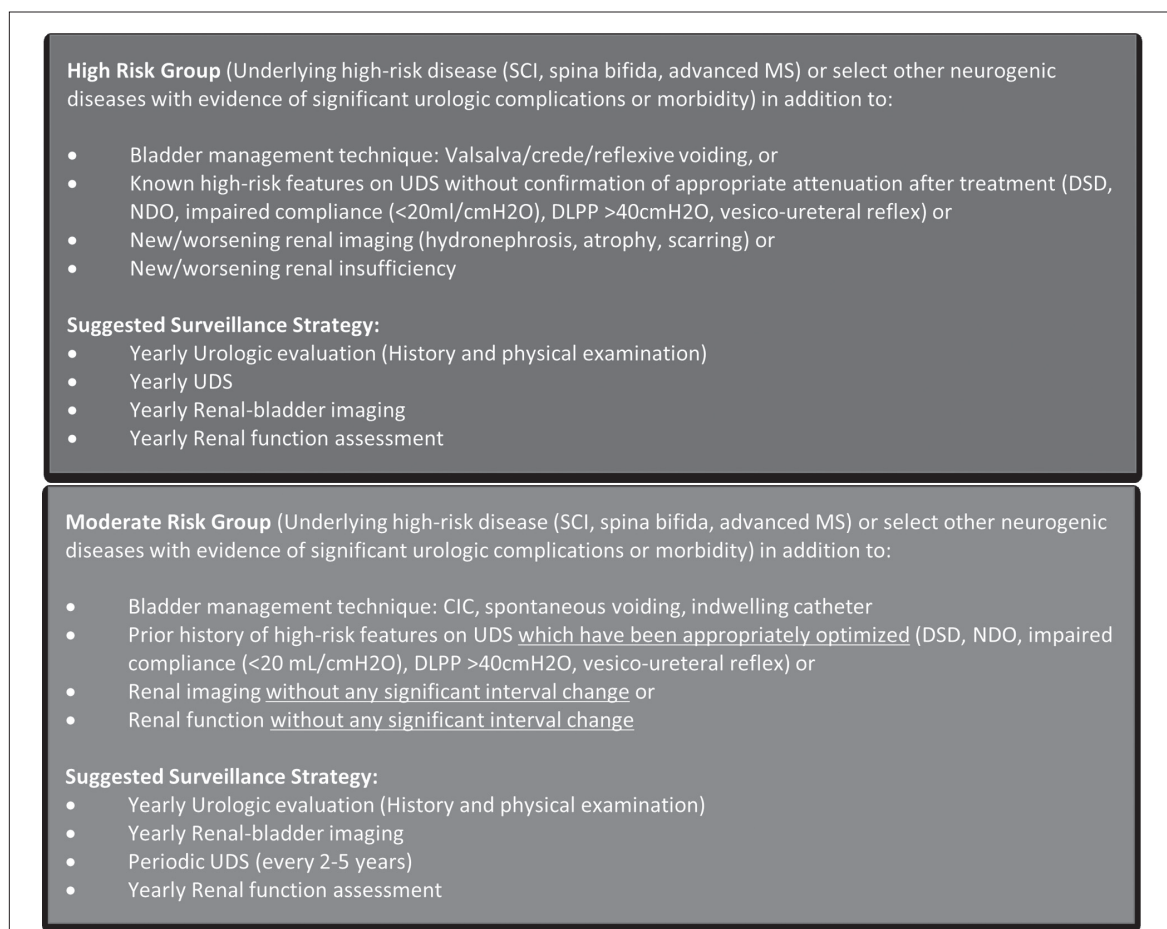 High Risk Group (Underlying high-risk disease (SCI, spina bifida, advanced MS) or select other neurogenic
diseases with evidence of significant urologic complications or morbidity) in addition to:
• Bladder management technique: Valsalva/crede/reflexive voiding, or
• Known high-risk features on UDS without confirmation of appropriate attenuation after treatment (DSD,
NDO, impaired compliance (<20ml/cmH2O), DLPP >40cmH2O, vesico-ureteral reflex) or
• New/worsening renal imaging (hydronephrosis, atrophy, scarring) or
• New/worsening renal insufficiency
Suggested Surveillance Strategy:
• Yearly Urologic evaluation (History and physical examination)
• Yearly UDS
• Yearly Renal-bladder imaging
• Yearly Renal function assessment
Moderate Risk Group (Underlying high-risk disease (SCI, spina bifida, advanced MS) or select other neurogenic
diseases with evidence of significant urologic complications or morbidity) in addition to:
• Bladder management technique: CIC, spontaneous voiding, indwelling catheter
• Prior history of high-risk features on UDS which have been appropriately optimized (DSD, NDO, impaired
compliance (<20 mL/cmH2O), DLPP >40cmH2O, vesico-ureteral reflex) or
• Renal imaging without any significant interval change or
• Renal function without any significant interval change
Suggested Surveillance Strategy:
• Yearly Urologic evaluation (History and physical examination)
• Yearly Renal-bladder imaging
• Periodic UDS (every 2-5 years)
• Yearly Renal function assessment